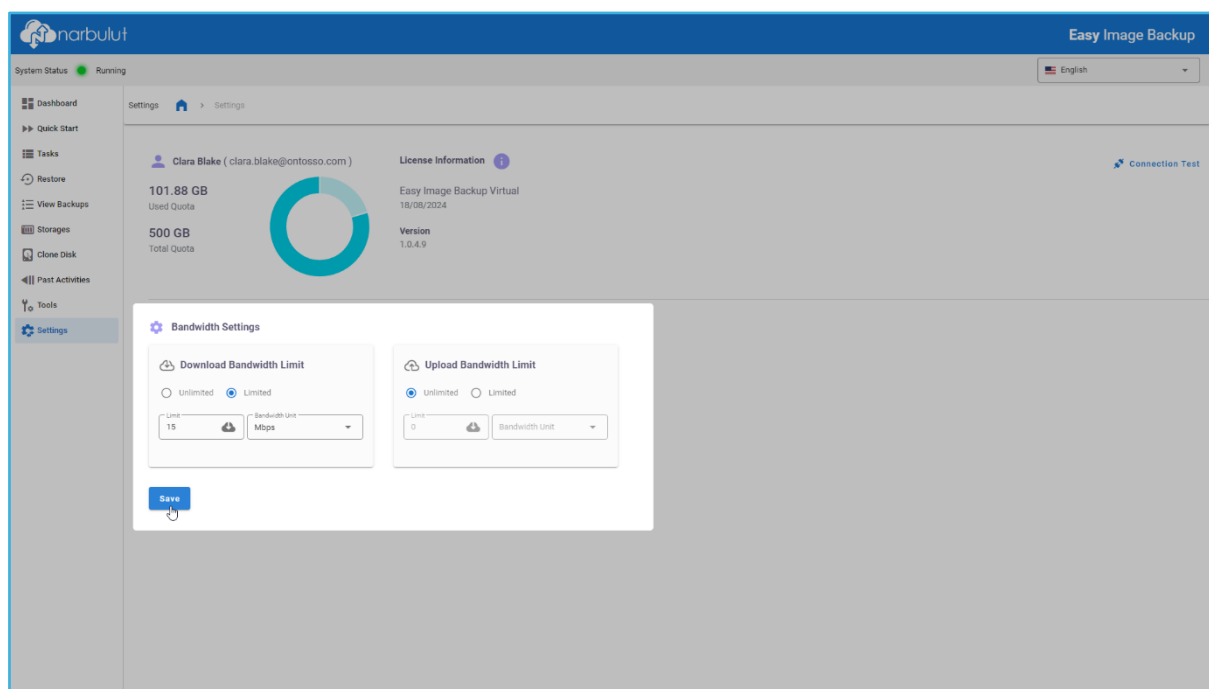 narbulut
Easy Image Backup
System Status Running
English
Dashboard
Quick Start
Tasks
Restore
View Backups
Storages
Clone Disk
Past Activities
Tools
Settings
Settings > Settings
Clara Blake ( clara.blake@ontosso.com )
101.88 GB
Used Quota
500 GB
Total Quota
License Information i
Easy Image Backup Virtual
18/08/2024
Version
1.0.4.9
Connection Test
Bandwidth Settings
Download Bandwidth Limit
Unlimited Limited
Limit Bandwidth Unit
15 Mbps
Upload Bandwidth Limit
Unlimited Limited
Limit
0 Bandwidth Unit
Save